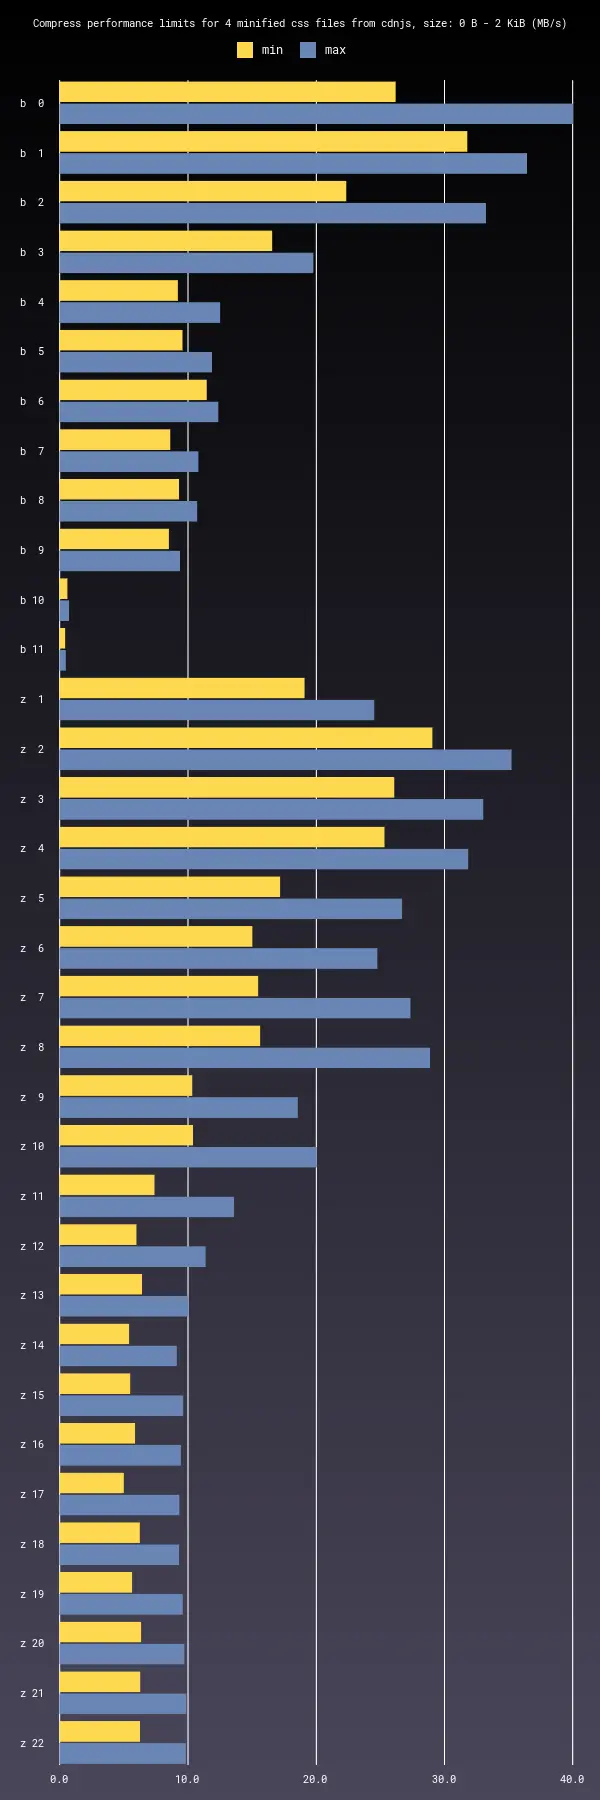 Compress performance limits for 4 minified css files from cdnjs, size: 0 B - 2 KiB (MB/s)
min max
b 0
b 1
b 2
b 3
b 4
b 5
b 6
b 7
b 8
b 9
b 10
b 11
z 1
z 2
z 3
z 4
z 5
z 6
z 7
z 8
z 9
z 10
z 11
z 12
z 13
z 14
z 15
z 16
z 17
z 18
z 19
z 20
z 21
z 22
0.0 10.0 20.0 30.0 40.0